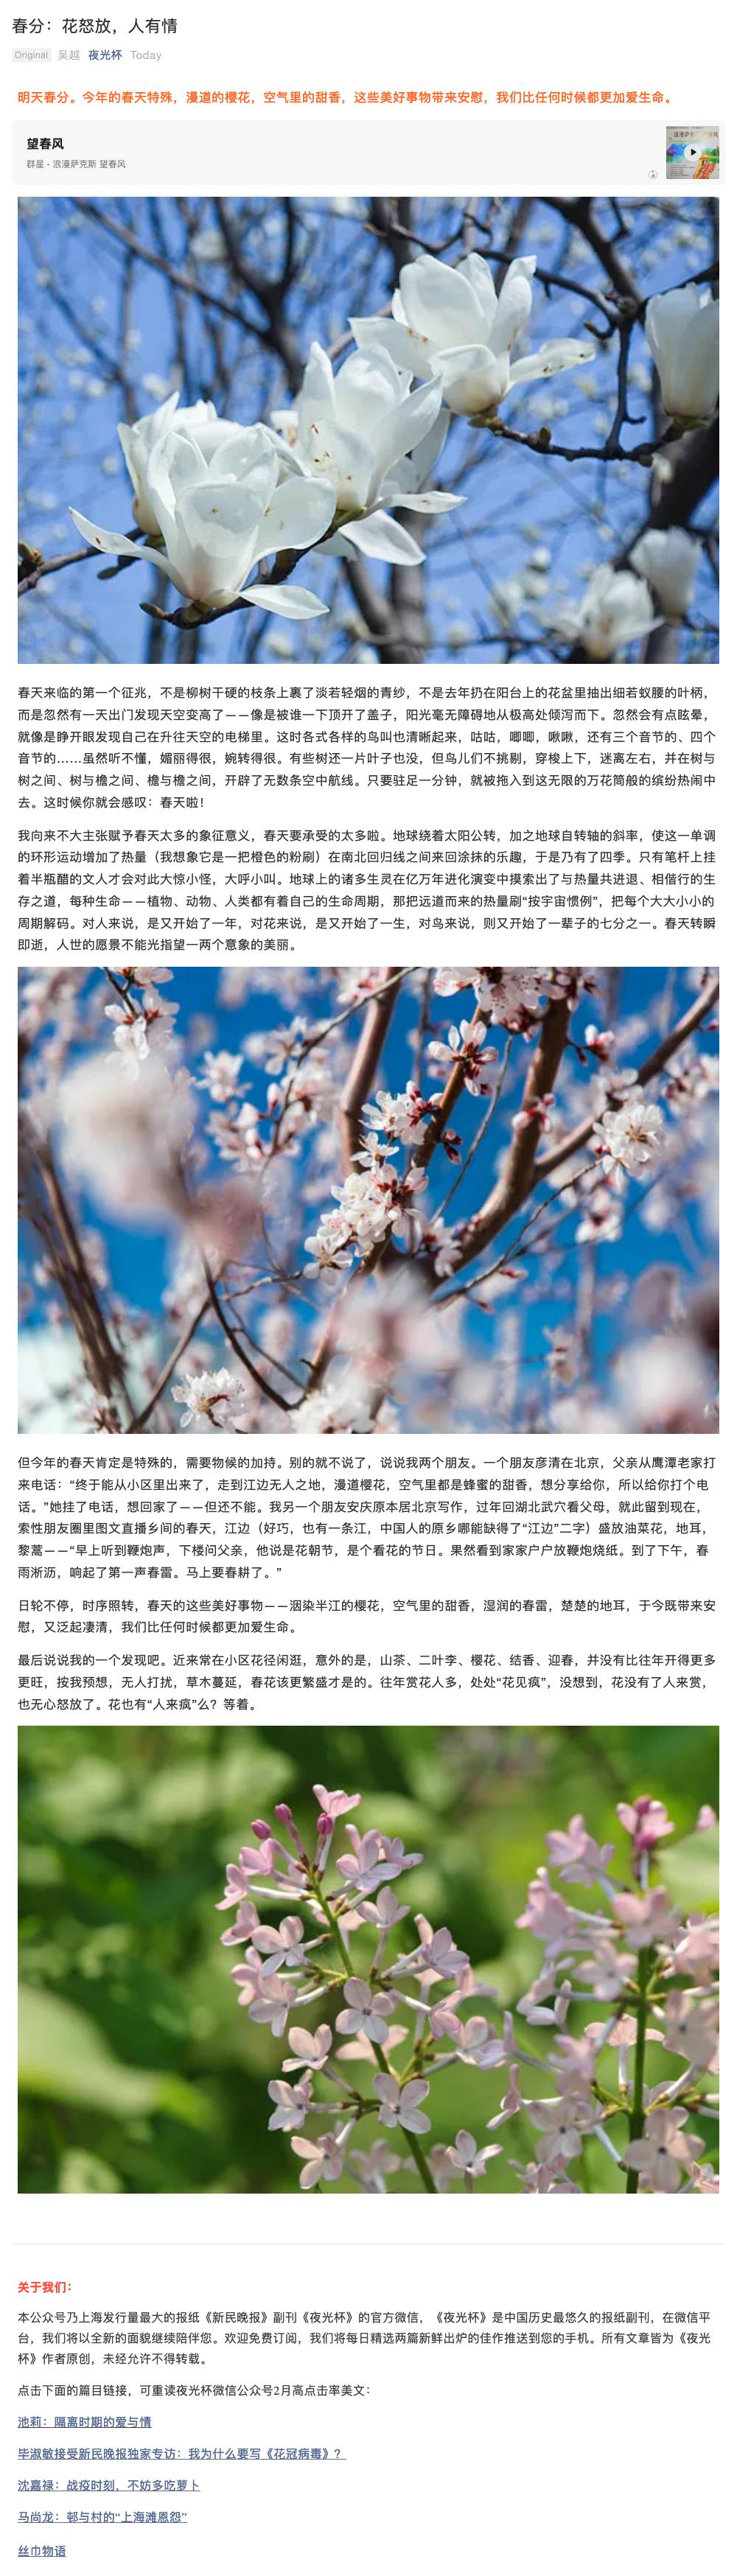 春分：花怒放，人有情
Original 吴越 夜光杯 Today
明天春分。今年的春天特殊，漫道的樱花，空气里的甜香，这些美好事物带来安慰，我们比任何时候都更加爱生命。
望春风
群星 - 浪漫萨克斯 望春风
春天来临的第一个征兆，不是柳树干硬的枝条上裹了淡若轻烟的青纱，不是去年扔在阳台上的花盆里抽出细若蚁腰的叶柄，
而是忽然有一天出门发现天空变高了——像是被谁一下顶开了盖子，阳光毫无障碍地从极高处倾泻而下。忽然会有点眩晕，
就像是睁开眼发现自己在升往天空的电梯里。这时各式各样的鸟叫也清晰起来，咕咕，唧唧，啾啾，还有三个音节的、四个
音节的……虽然听不懂，媚丽得很，婉转得很。有些树还一片叶子也没，但鸟儿们不挑剔，穿梭上下，迷离左右，并在树与
树之间、树与檐之间、檐与檐之间，开辟了无数条空中航线。只要驻足一分钟，就被拖入到这无限的万花筒般的缤纷热闹中
去。这时候你就会感叹：春天啦！
我向来不大主张赋予春天太多的象征意义，春天要承受的太多啦。地球绕着太阳公转，加之地球自转轴的斜率，使这一单调
的环形运动增加了热量（我想象它是一把橙色的粉刷）在南北回归线之间来回涂抹的乐趣，于是乃有了四季。只有笔杆上挂
着半瓶醋的文人才会对此大惊小怪，大呼小叫。地球上的诸多生灵在亿万年进化演变中摸索出了与热量共进退、相偕行的生
存之道，每种生命——植物、动物、人类都有着自己的生命周期，那把远道而来的热量刷“按宇宙惯例”，把每个大大小小的
周期解码。对人来说，是又开始了一年，对花来说，是又开始了一生，对鸟来说，则又开始了一辈子的七分之一。春天转瞬
即逝，人世的愿景不能光指望一两个意象的美丽。
但今年的春天肯定是特殊的，需要物候的加持。别的就不说了，说说我两个朋友。一个朋友彦清在北京，父亲从鹰潭老家打
来电话：“终于能从小区里出来了，走到江边无人之地，漫道樱花，空气里都是蜂蜜的甜香，想分享给你，所以给你打个电
话。”她挂了电话，想回家了——但还不能。我另一个朋友安庆原本居北京写作，过年回湖北武穴看父母，就此留到现在，
索性朋友圈里图文直播乡间的春天，江边（好巧，也有一条江，中国人的原乡哪能缺得了“江边”二字）盛放油菜花，地耳，
黎蒿——“早上听到鞭炮声，下楼问父亲，他说是花朝节，是个看花的节日。果然看到家家户户放鞭炮烧纸。到了下午，春
雨淅沥，响起了第一声春雷。马上要春耕了。”
日轮不停，时序照转，春天的这些美好事物——洇染半江的樱花，空气里的甜香，湿润的春雷，楚楚的地耳，于今既带来安
慰，又泛起凄清，我们比任何时候都更加爱生命。
最后说说我的一个发现吧。近来常在小区花径闲逛，意外的是，山茶、二叶李、樱花、结香、迎春，并没有比往年开得更多
更旺，按我预想，无人打扰，草木蔓延，春花该更繁盛才是的。往年赏花人多，处处“花见疯”，没想到，花没有了人来赏，
也无心怒放了。花也有“人来疯”么？等着。
关于我们：
本公众号乃上海发行量最大的报纸《新民晚报》副刊《夜光杯》的官方微信，《夜光杯》是中国历史最悠久的报纸副刊，在微信平
台，我们将以全新的面貌继续陪伴您。欢迎免费订阅，我们将每日精选两篇新鲜出炉的佳作推送到您的手机。所有文章皆为《夜光
杯》作者原创，未经允许不得转载。
点击下面的篇目链接，可重读夜光杯微信公众号2月高点击率美文：
池莉：隔离时期的爱与情
毕淑敏接受新民晚报独家专访：我为什么要写《花冠病毒》？
沈嘉禄：战疫时刻，不妨多吃萝卜
马尚龙：邨与村的“上海滩恩怨”
丝巾物语